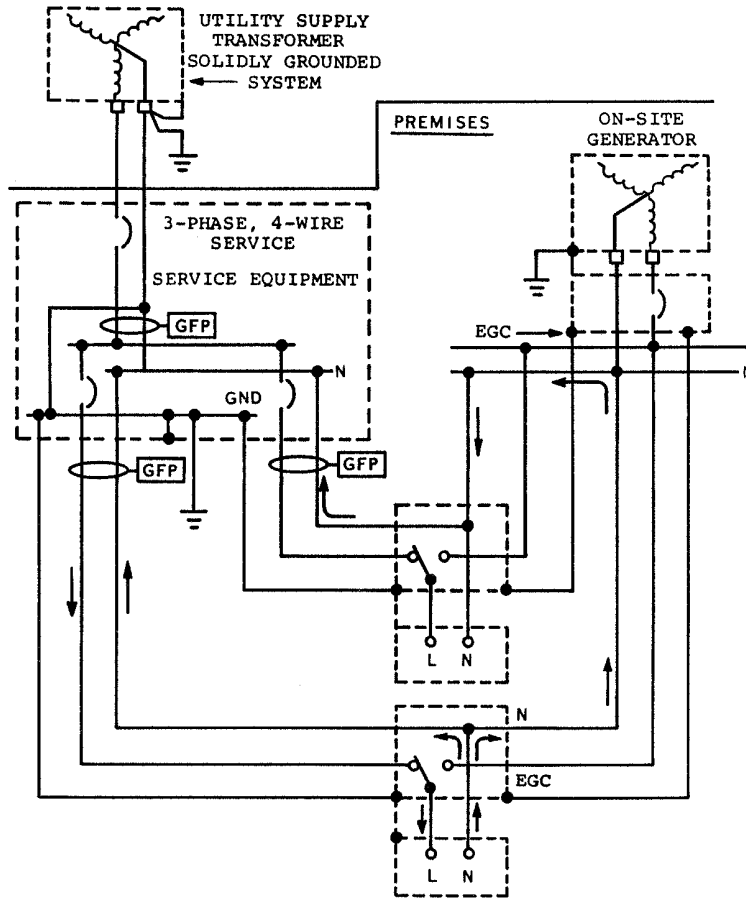 UTILITY SUPPLY
TRANSFORMER
SOLIDLY GROUNDED
SYSTEM
PREMISES
ON-SITE
GENERATOR
3-PHASE, 4-WIRE
SERVICE
SERVICE EQUIPMENT
GFP
EGC
N
GND
GFP
GFP
L N
N
EGC
L N